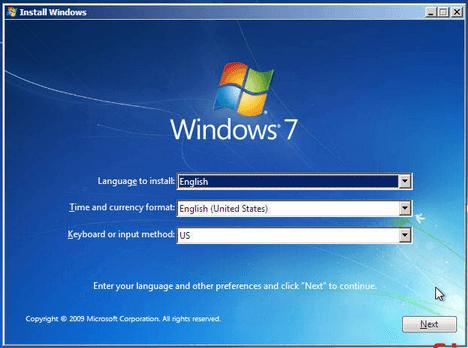 Install Windows
Windows 7
Language to install: English
Time and currency format: English (United States)
Keyboard or input method: US
Enter your language and other preferences and click "Next" to continue.
Copyright © 2009 Microsoft Corporation. All rights reserved.
Next